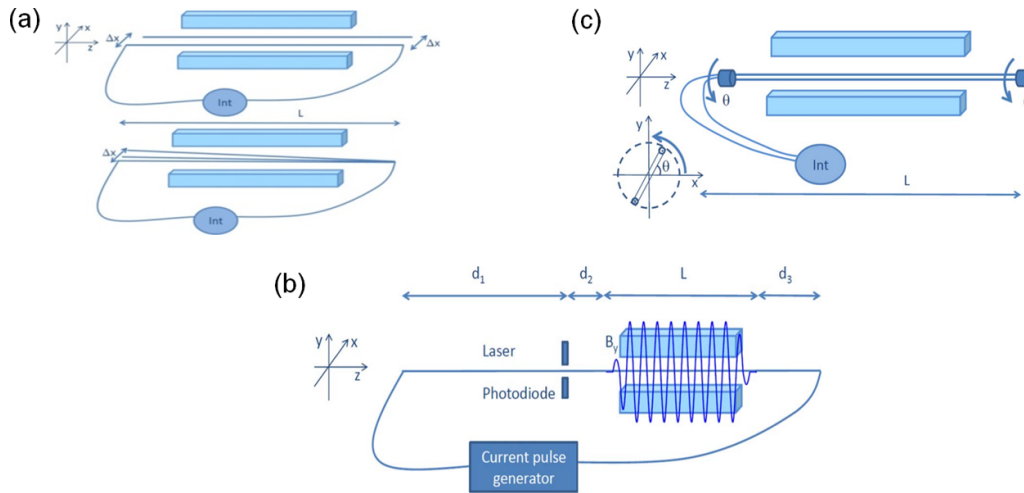 (a)
y
x
z
Δx
Δx
Int
L
Δx
Int
(c)
y
x
z
θ
y
θ
x
Int
L
(b)
d1
d2
L
d3
y
x
z
Laser
By
Photodiode
Current pulse
generator